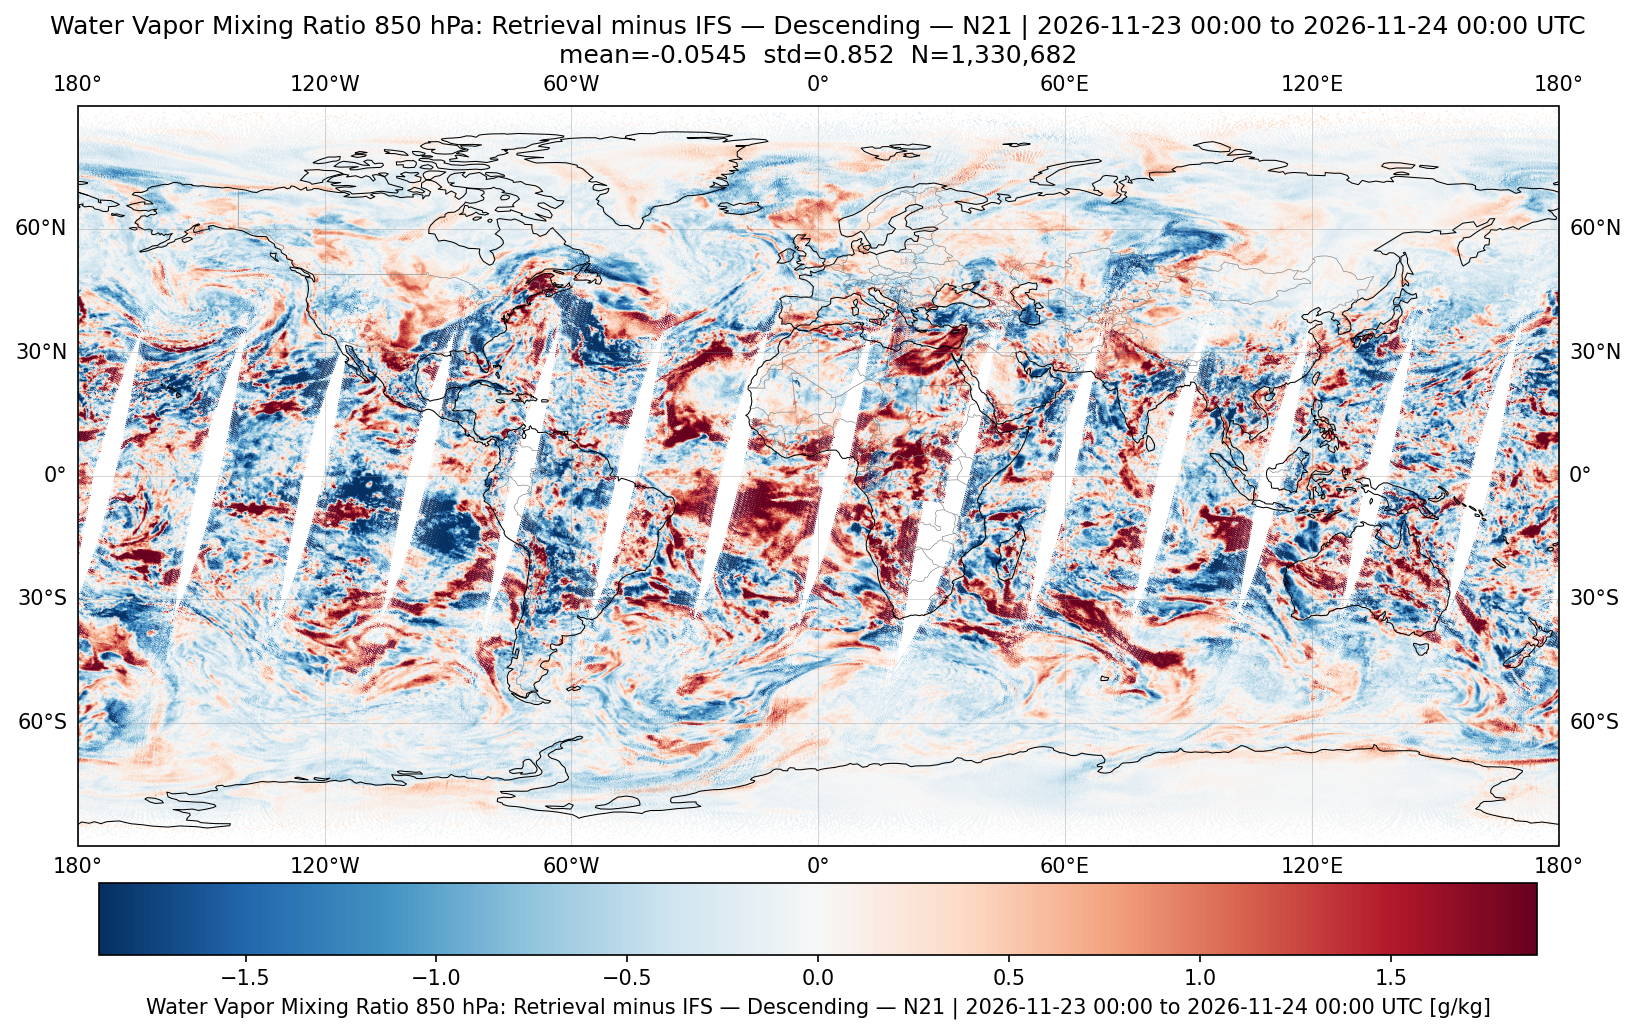 Water Vapor Mixing Ratio 850 hPa: Retrieval minus IFS — Descending — N21 | 2026-11-23 00:00 to 2026-11-24 00:00 UTC
mean=-0.0545  std=0.852  N=1,330,682
180° 120°W 60°W 0° 60°E 120°E 180°
60°N 60°N
30°N 30°N
0° 0°
30°S 30°S
60°S 60°S
180° 120°W 60°W 0° 60°E 120°E 180°
−1.5 −1.0 −0.5 0.0 0.5 1.0 1.5
Water Vapor Mixing Ratio 850 hPa: Retrieval minus IFS — Descending — N21 | 2026-11-23 00:00 to 2026-11-24 00:00 UTC [g/kg]